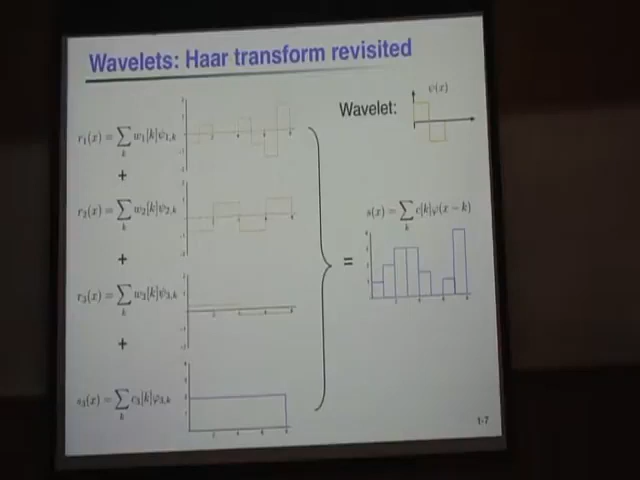 Wavelets: Haar transform revisited
Wavelet:
ψ(x)
r₁(x) = ∑ₖ w₁[k]ψ₁,ₖ
+
r₂(x) = ∑ₖ w₂[k]ψ₂,ₖ
+
r₃(x) = ∑ₖ w₃[k]ψ₃,ₖ
+
s₃(x) = ∑ₖ c₃[k]φ₃,ₖ
=
s(x) = ∑ₖ c[k]φ(x − k)
1-7